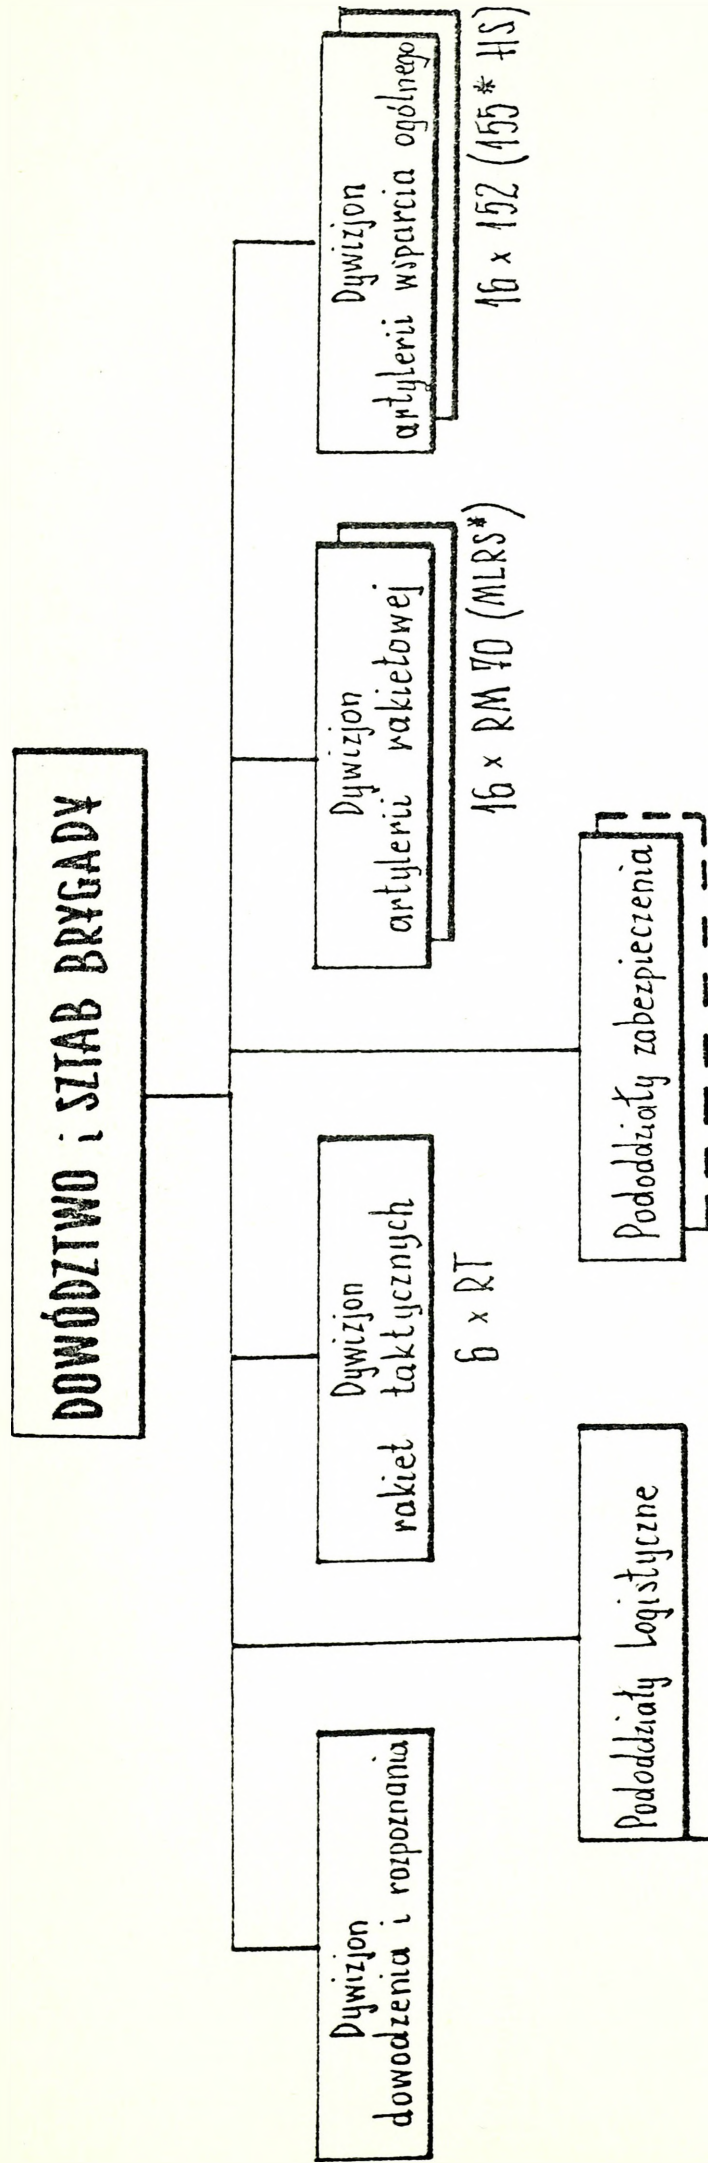 DOWÓDZTWO i SZTAB BRYGADY
Dywizjon
dowodzenia i rozpoznania
Dywizjon
rakiet taktycznych
6 x RT
Dywizjon
artylerii rakietowej
16 x RM 70 (MLRS*)
Dywizjon
artylerii wsparcia ogólnego
16 x 152 (155* HS)
Pododdziały Logistyczne
Pododdziały zabezpieczenia